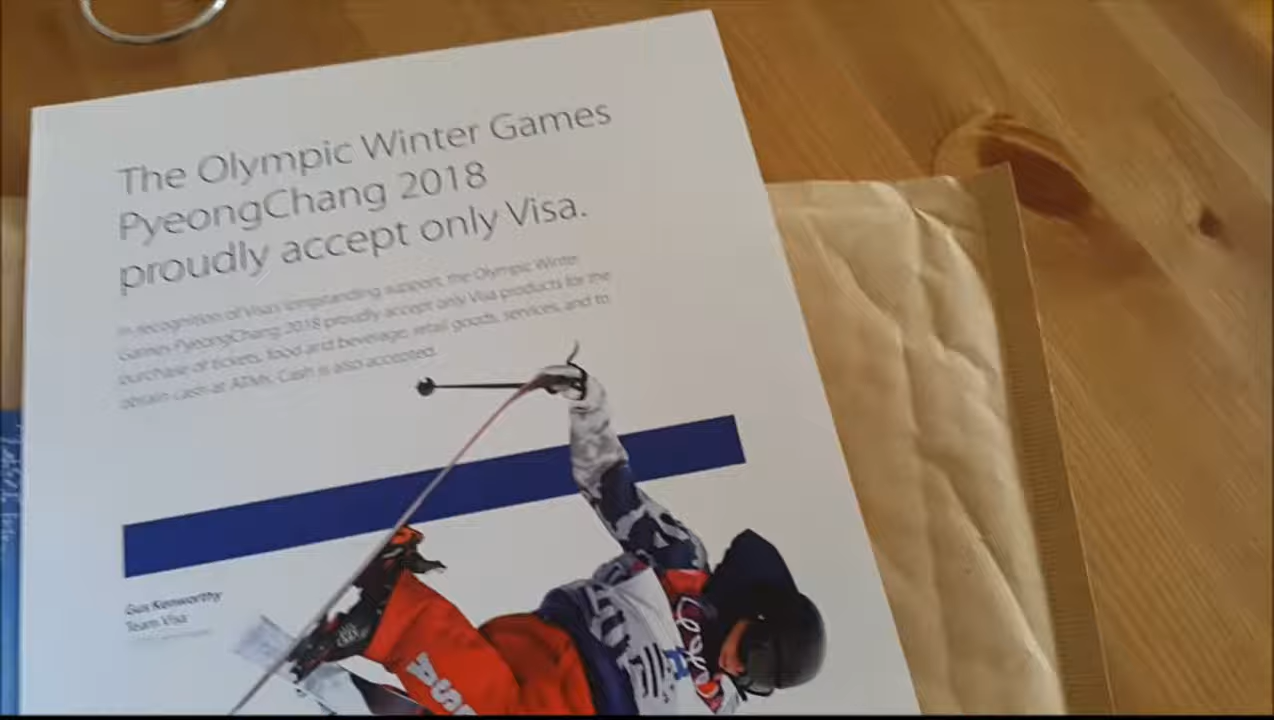 The Olympic Winter Games
PyeongChang 2018
proudly accept only Visa.
In recognition of Visa's longstanding support, the Olympic Winter
Games PyeongChang 2018 proudly accept only Visa products for the
purchase of tickets, food and beverage, retail goods, services, and to
obtain cash at ATMs. Cash is also accepted.
Gus Kenworthy
Team Visa